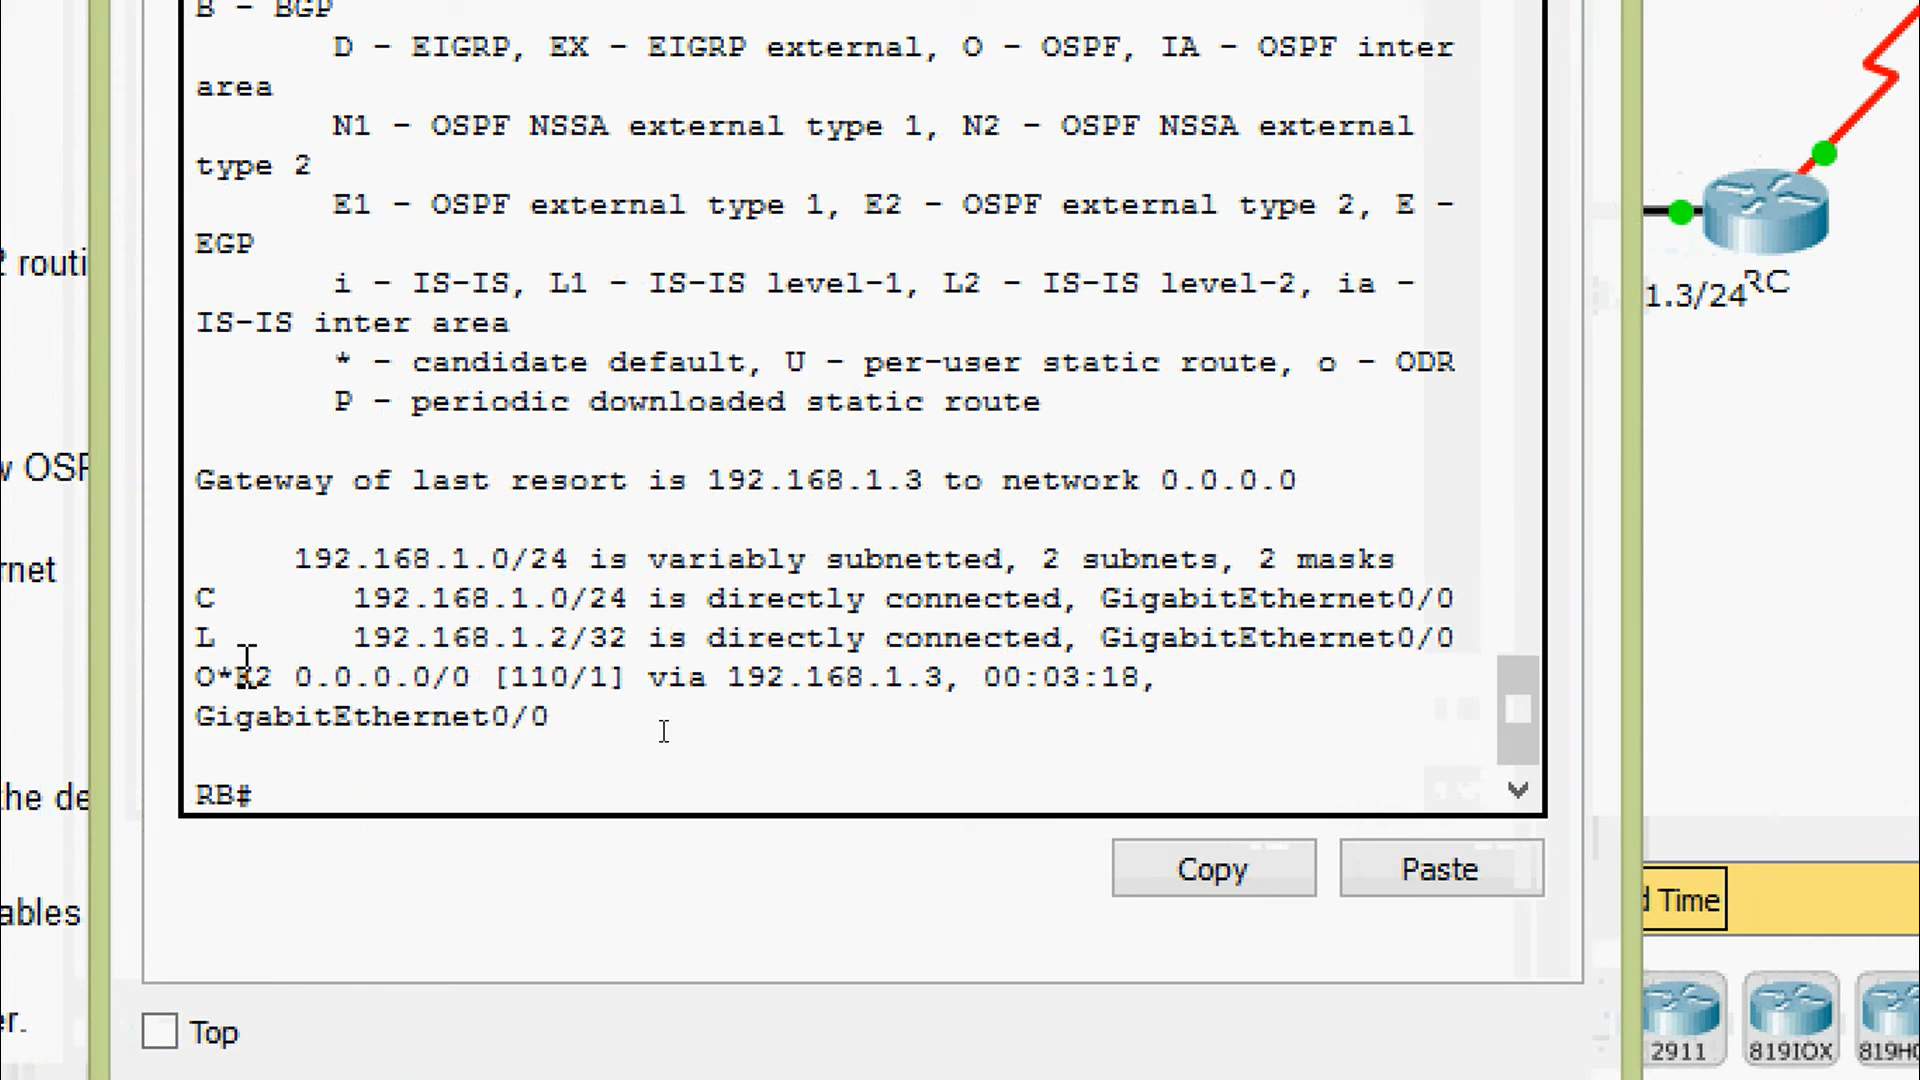 B - BGP
D - EIGRP, EX - EIGRP external, O - OSPF, IA - OSPF inter
area
N1 - OSPF NSSA external type 1, N2 - OSPF NSSA external
type 2
E1 - OSPF external type 1, E2 - OSPF external type 2, E -
EGP
i - IS-IS, L1 - IS-IS level-1, L2 - IS-IS level-2, ia -
IS-IS inter area
* - candidate default, U - per-user static route, o - ODR
P - periodic downloaded static route
Gateway of last resort is 192.168.1.3 to network 0.0.0.0
192.168.1.0/24 is variably subnetted, 2 subnets, 2 masks
C 192.168.1.0/24 is directly connected, GigabitEthernet0/0
L 192.168.1.2/32 is directly connected, GigabitEthernet0/0
O*E2 0.0.0.0/0 [110/1] via 192.168.1.3, 00:03:18,
GigabitEthernet0/0
RB#
Copy Paste
Top
2 routi
w OSP
rnet
the de
ables
er.
RC
1.3/24
d Time
2911 819IOX 819HG